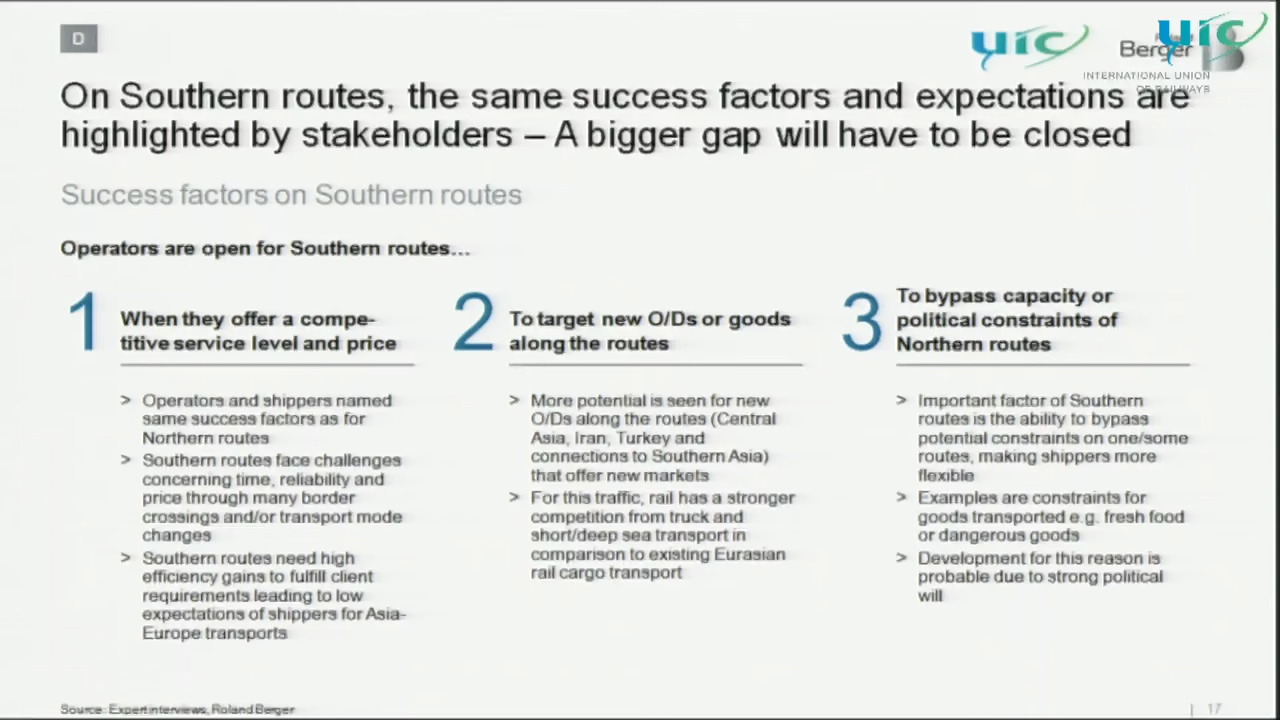 D
uic
Berger
uic
INTERNATIONAL UNION
OF RAILWAYS
On Southern routes, the same success factors and expectations are
highlighted by stakeholders – A bigger gap will have to be closed
Success factors on Southern routes
Operators are open for Southern routes...
1
When they offer a compe-
titive service level and price
> Operators and shippers named
same success factors as for
Northern routes
> Southern routes face challenges
concerning time, reliability and
price through many border
crossings and/or transport mode
changes
> Southern routes need high
efficiency gains to fulfill client
requirements leading to low
expectations of shippers for Asia-
Europe transports
2
To target new O/Ds or goods
along the routes
> More potential is seen for new
O/Ds along the routes (Central
Asia, Iran, Turkey and
connections to Southern Asia)
that offer new markets
> For this traffic, rail has a stronger
competition from truck and
short/deep sea transport in
comparison to existing Eurasian
rail cargo transport
3
To bypass capacity or
political constraints of
Northern routes
> Important factor of Southern
routes is the ability to bypass
potential constraints on one/some
routes, making shippers more
flexible
> Examples are constraints for
goods transported e.g. fresh food
or dangerous goods
> Development for this reason is
probable due to strong political
will
Source: Expert interviews, Roland Berger
| 17